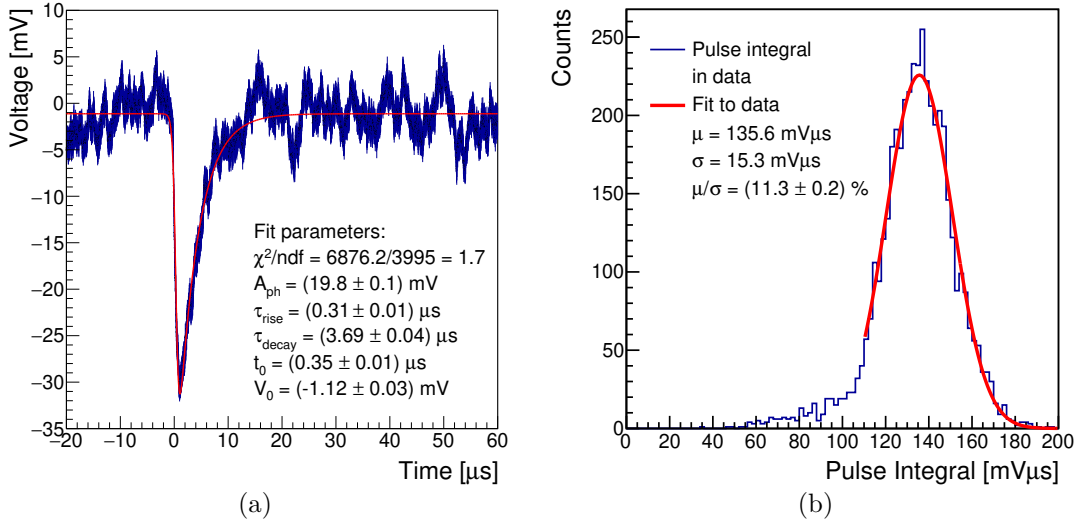 Voltage [mV]
10
5
0
−5
−10
−15
−20
−25
−30
−35
Fit parameters:
χ²/ndf = 6876.2/3995 = 1.7
A_ph = (19.8 ± 0.1) mV
τ_rise = (0.31 ± 0.01) μs
τ_decay = (3.69 ± 0.04) μs
t_0 = (0.35 ± 0.01) μs
V_0 = (-1.12 ± 0.03) mV
−20 −10 0 10 20 30 40 50 60
Time [μs]
(a)
Counts
250
200
150
100
50
0
Pulse integral
in data
Fit to data
μ = 135.6 mVμs
σ = 15.3 mVμs
μ/σ = (11.3 ± 0.2) %
0 20 40 60 80 100 120 140 160 180 200
Pulse Integral [mVμs]
(b)